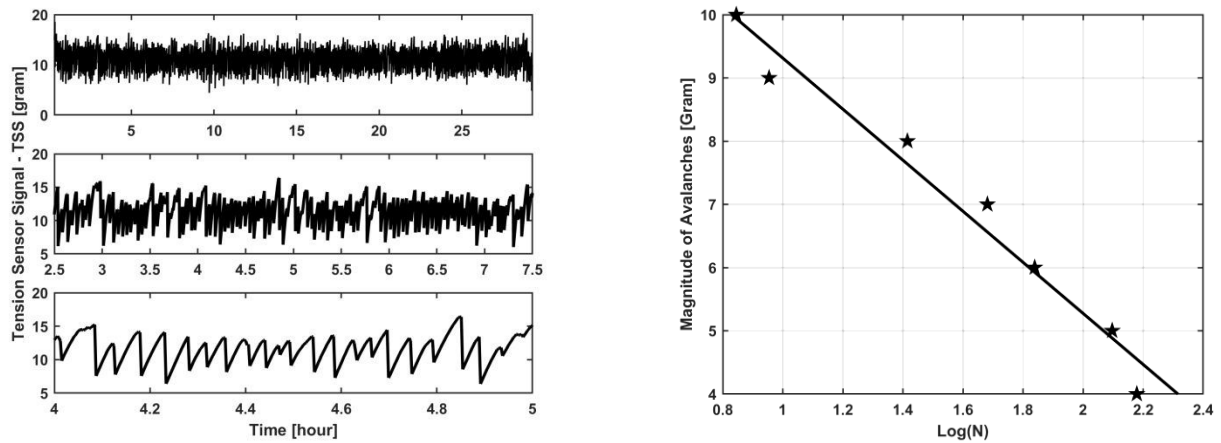 Tension Sensor Signal - TSS [gram]
20
10
0
5 10 15 20 25
20
15
10
5
2.5 3 3.5 4 4.5 5 5.5 6 6.5 7 7.5
20
15
10
5
4 4.2 4.4 4.6 4.8 5
Time [hour]
Magnitude of Avalanches [Gram]
10
9
8
7
6
5
4
0.8 1 1.2 1.4 1.6 1.8 2 2.2 2.4
Log(N)